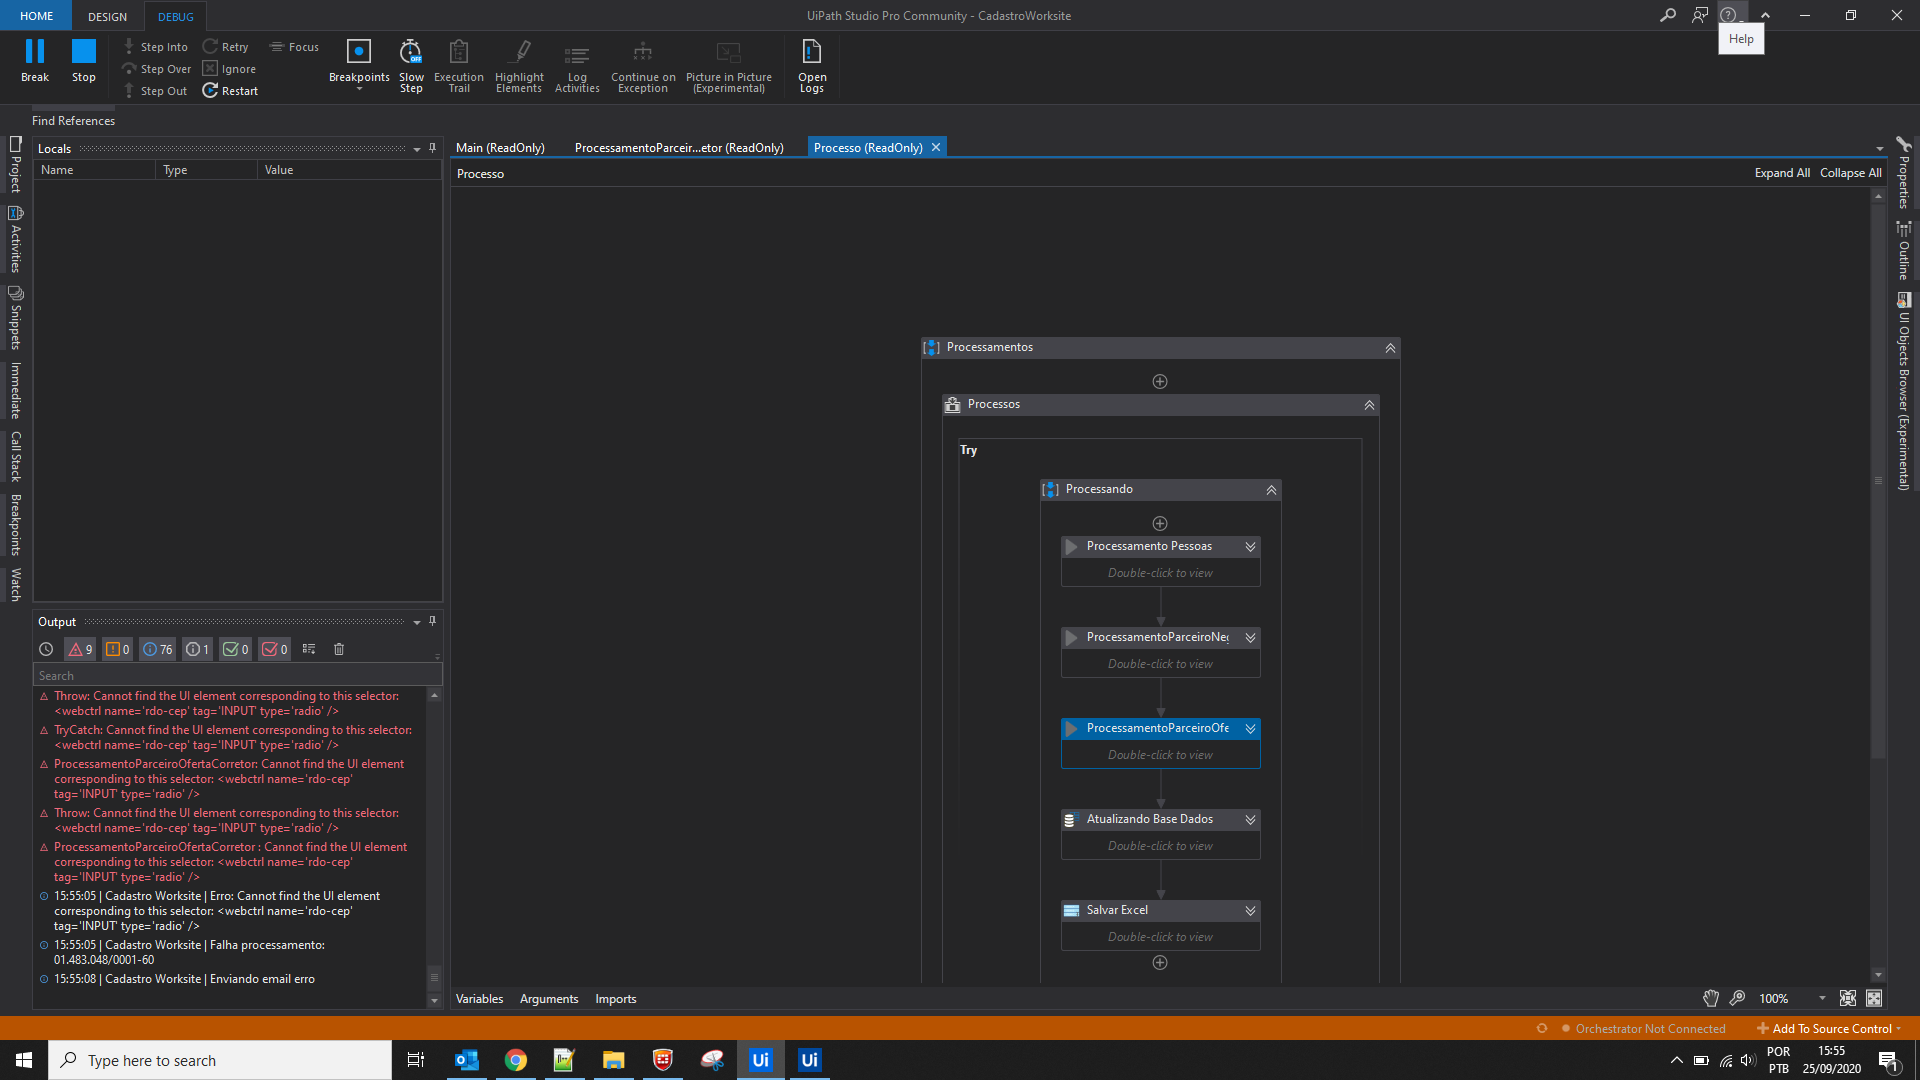 HOME
DESIGN
DEBUG
UiPath Studio Pro Community - CadastroWorksite
Help
Break
Stop
Step Into
Step Over
Step Out
Retry
Ignore
Restart
Focus
Breakpoints
Slow
Step
OFF
Execution
Trail
Highlight
Elements
Log
Activities
Continue on
Exception
Picture in Picture
(Experimental)
Open
Logs
Find References
Project
Activities
Snippets
Immediate
Call Stack
Breakpoints
Watch
Locals
Name
Type
Value
Main (ReadOnly)
ProcessamentoParceir...etor (ReadOnly)
Processo (ReadOnly)
Processo
Expand All
Collapse All
Properties
Outline
UI Objects Browser (Experimental)
Processamentos
Processos
Try
Processando
Processamento Pessoas
Double-click to view
ProcessamentoParceiroNeg
Double-click to view
ProcessamentoParceiroOfe
Double-click to view
Atualizando Base Dados
Double-click to view
Salvar Excel
Double-click to view
Output
9
0
76
1
0
0
Search
Throw: Cannot find the UI element corresponding to this selector:
<webctrl name='rdo-cep' tag='INPUT' type='radio' />
TryCatch: Cannot find the UI element corresponding to this selector:
<webctrl name='rdo-cep' tag='INPUT' type='radio' />
ProcessamentoParceiroOfertaCorretor: Cannot find the UI element
corresponding to this selector: <webctrl name='rdo-cep'
tag='INPUT' type='radio' />
Throw: Cannot find the UI element corresponding to this selector:
<webctrl name='rdo-cep' tag='INPUT' type='radio' />
ProcessamentoParceiroOfertaCorretor : Cannot find the UI element
corresponding to this selector: <webctrl name='rdo-cep'
tag='INPUT' type='radio' />
15:55:05 | Cadastro Worksite | Erro: Cannot find the UI element
corresponding to this selector: <webctrl name='rdo-cep'
tag='INPUT' type='radio' />
15:55:05 | Cadastro Worksite | Falha processamento:
01.483.048/0001-60
15:55:08 | Cadastro Worksite | Enviando email erro
Variables
Arguments
Imports
100%
Orchestrator Not Connected
Add To Source Control
Type here to search
Ui
Ui
POR
PTB
15:55
25/09/2020
1